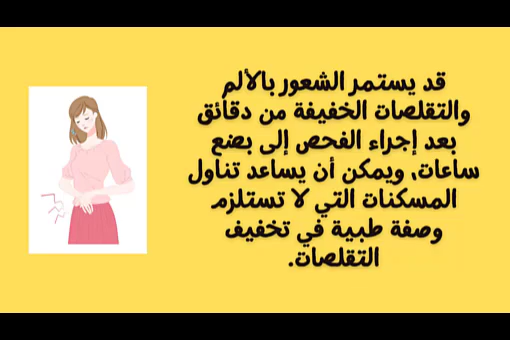 قد يستمر الشعور بالألم
والتقلصات الخفيفة من دقائق
بعد إجراء الفحص إلى بضع
ساعات، ويمكن أن يساعد تناول
المسكنات التي لا تستلزم
وصفة طبية في تخفيف
التقلصات.